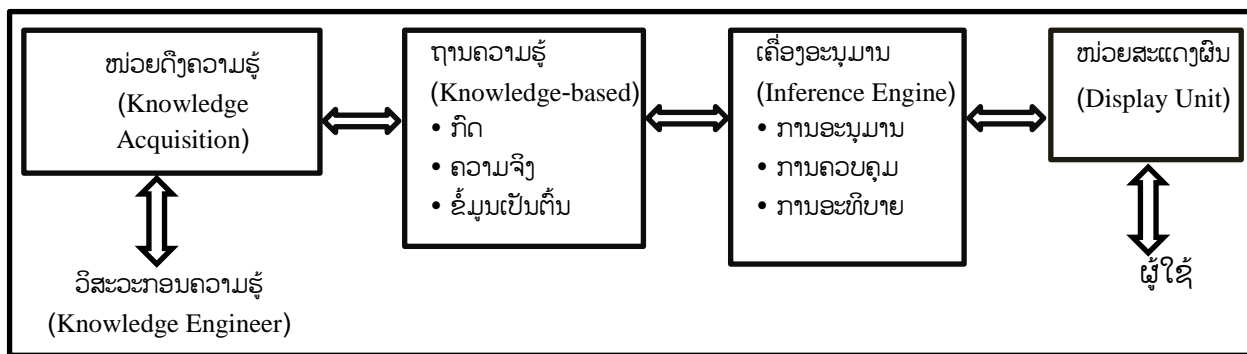 ໜ່ວຍດຶງຄວາມຮູ້
(Knowledge
Acquisition)
ວິສະວະກອນຄວາມຮູ້
(Knowledge Engineer)
ຖານຄວາມຮູ້
(Knowledge-based)
• ກົດ
• ຄວາມຈິງ
• ຂໍ້ມູນເປັນຕົ້ນ
ເຄື່ອງອະນຸມານ
(Inference Engine)
• ການອະນຸມານ
• ການຄວບຄຸມ
• ການອະທິບາຍ
ໜ່ວຍສະແດງຜົນ
(Display Unit)
ຜູ້ໃຊ້